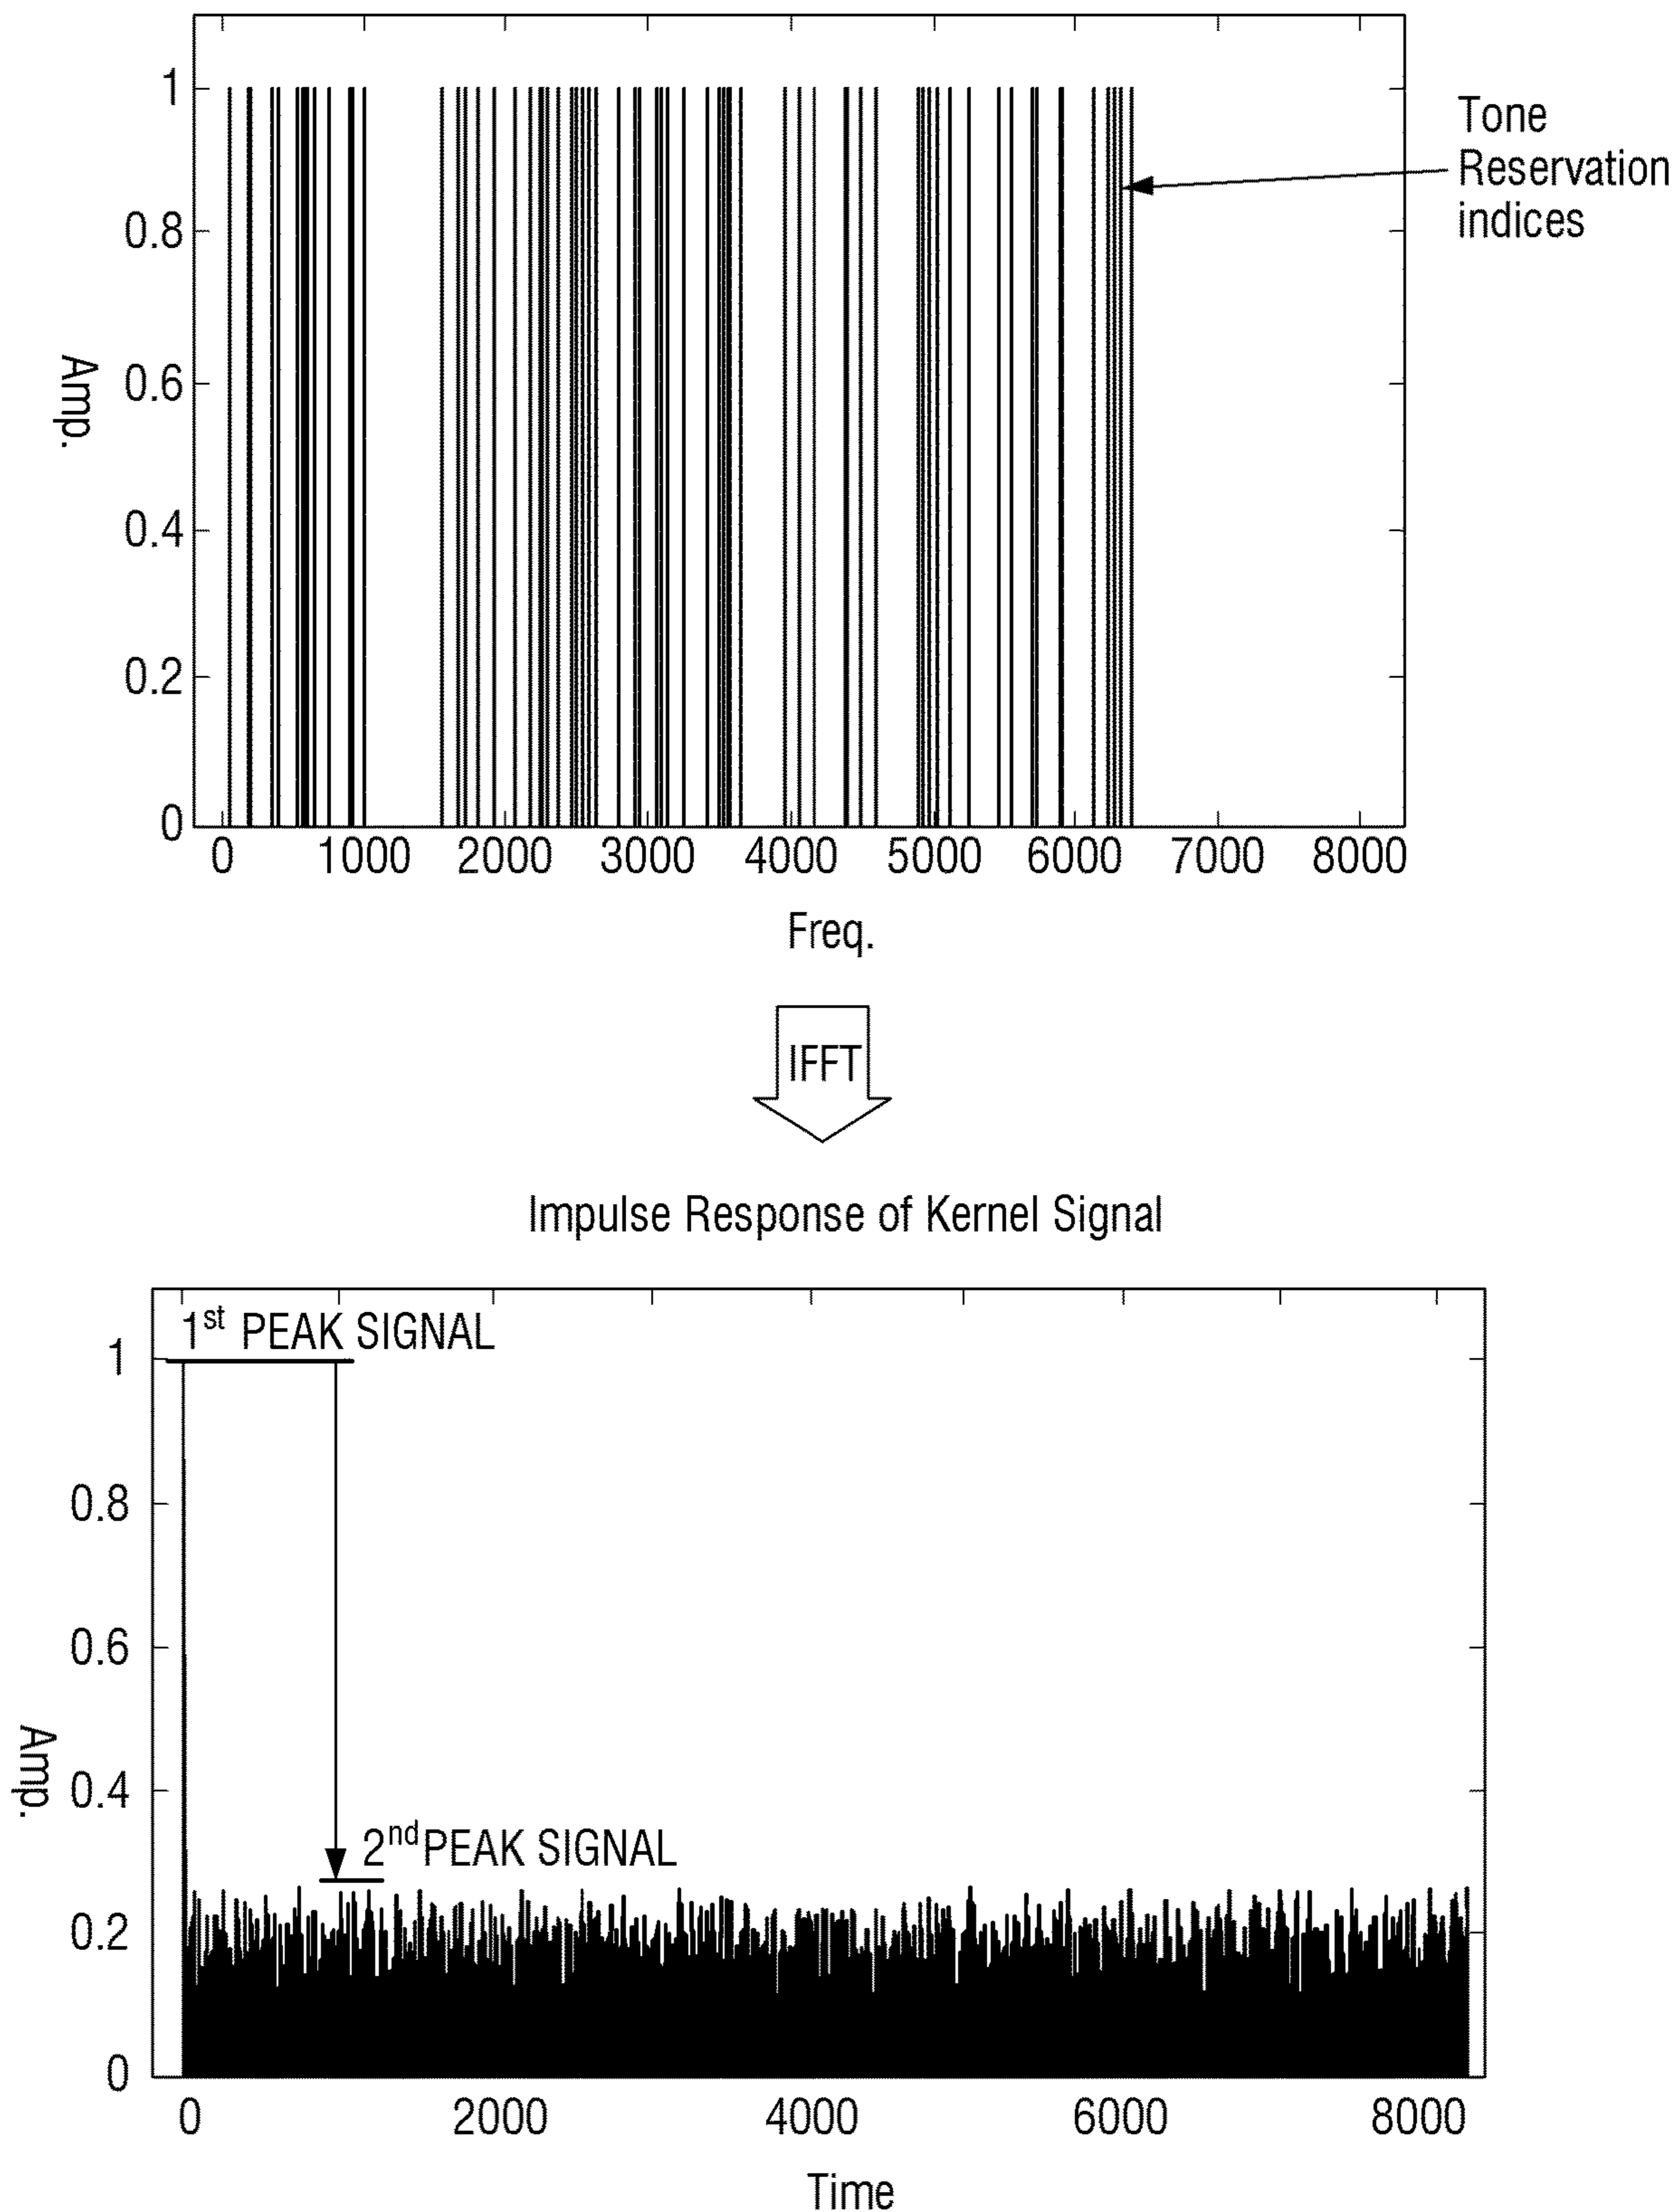 1
0.8
0.6
0.4
0.2
0
Amp.
0 1000 2000 3000 4000 5000 6000 7000 8000
Freq.
Tone
Reservation
indices
IFFT
Impulse Response of Kernel Signal
1st PEAK SIGNAL
1
0.8
0.6
0.4
0.2
0
Amp.
2nd PEAK SIGNAL
0 2000 4000 6000 8000
Time